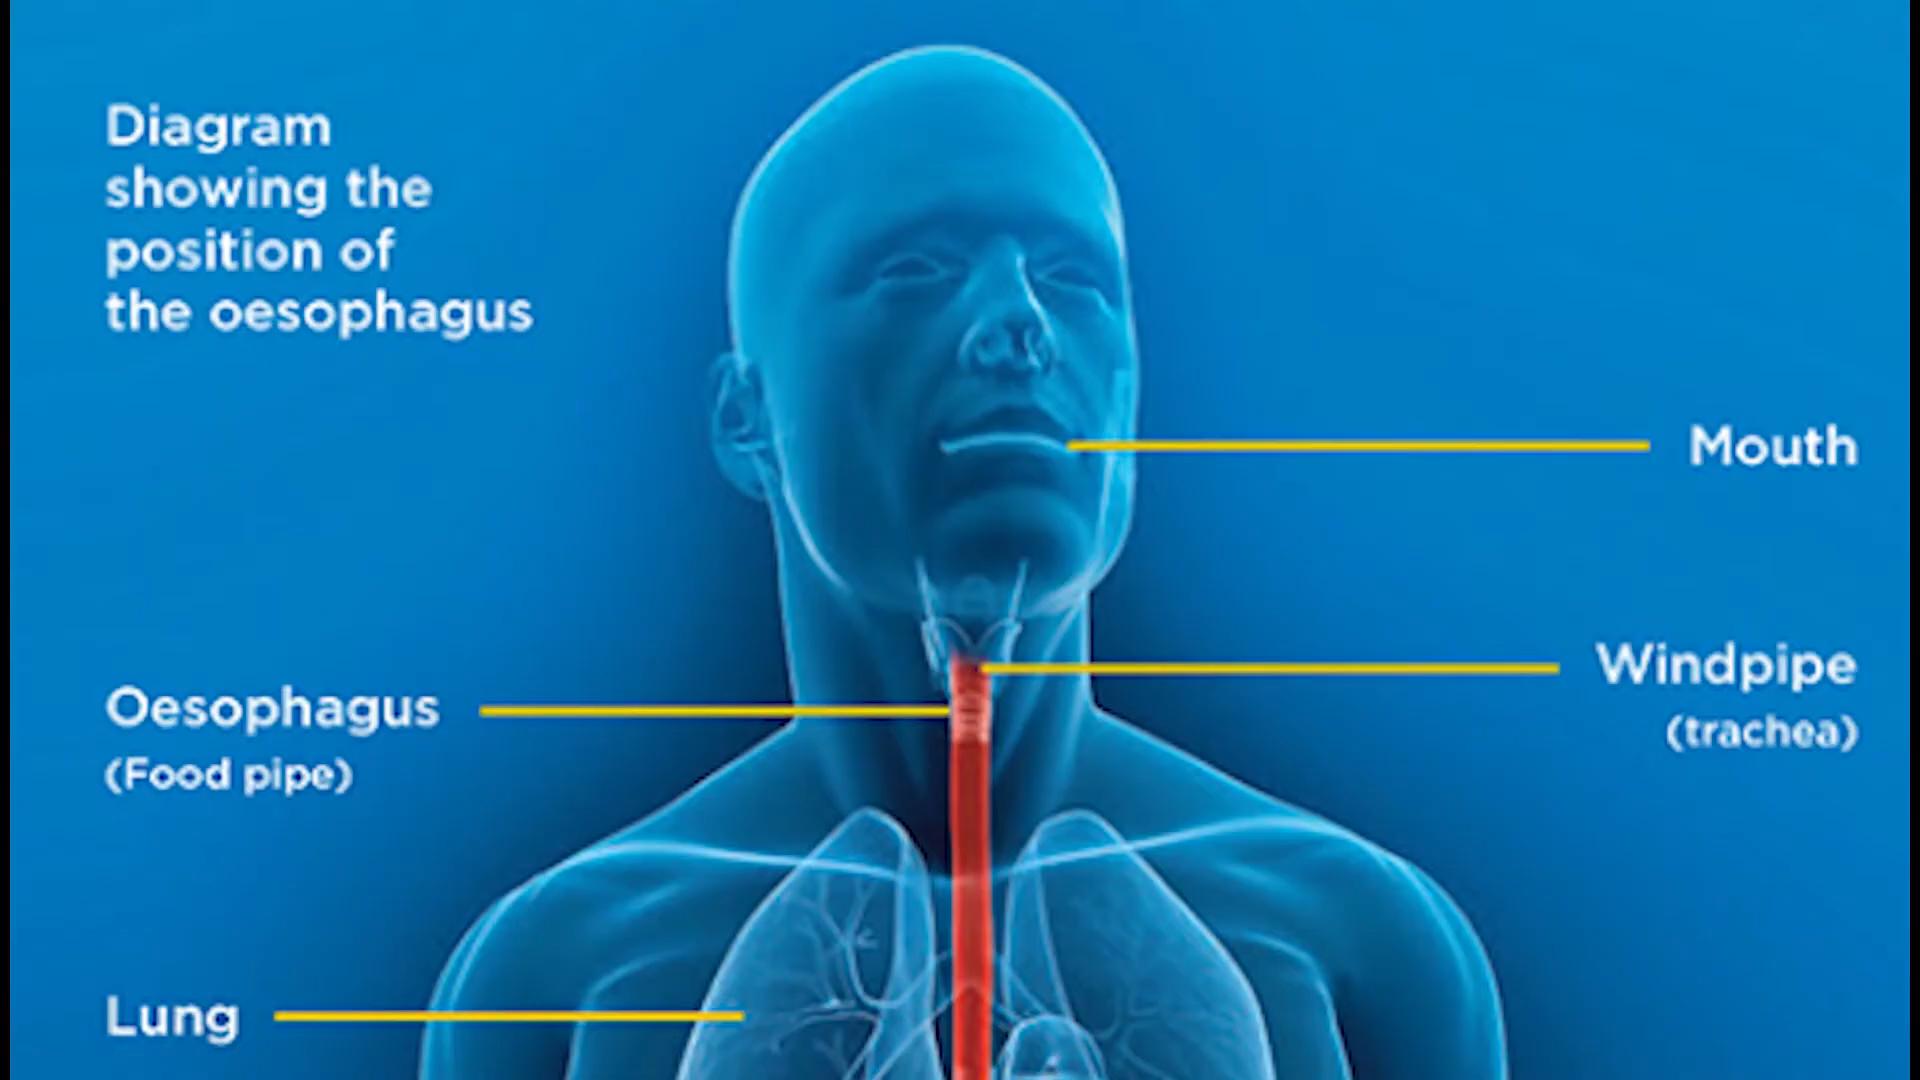 Diagram
showing the
position of
the oesophagus
Mouth
Windpipe
(trachea)
Oesophagus
(Food pipe)
Lung